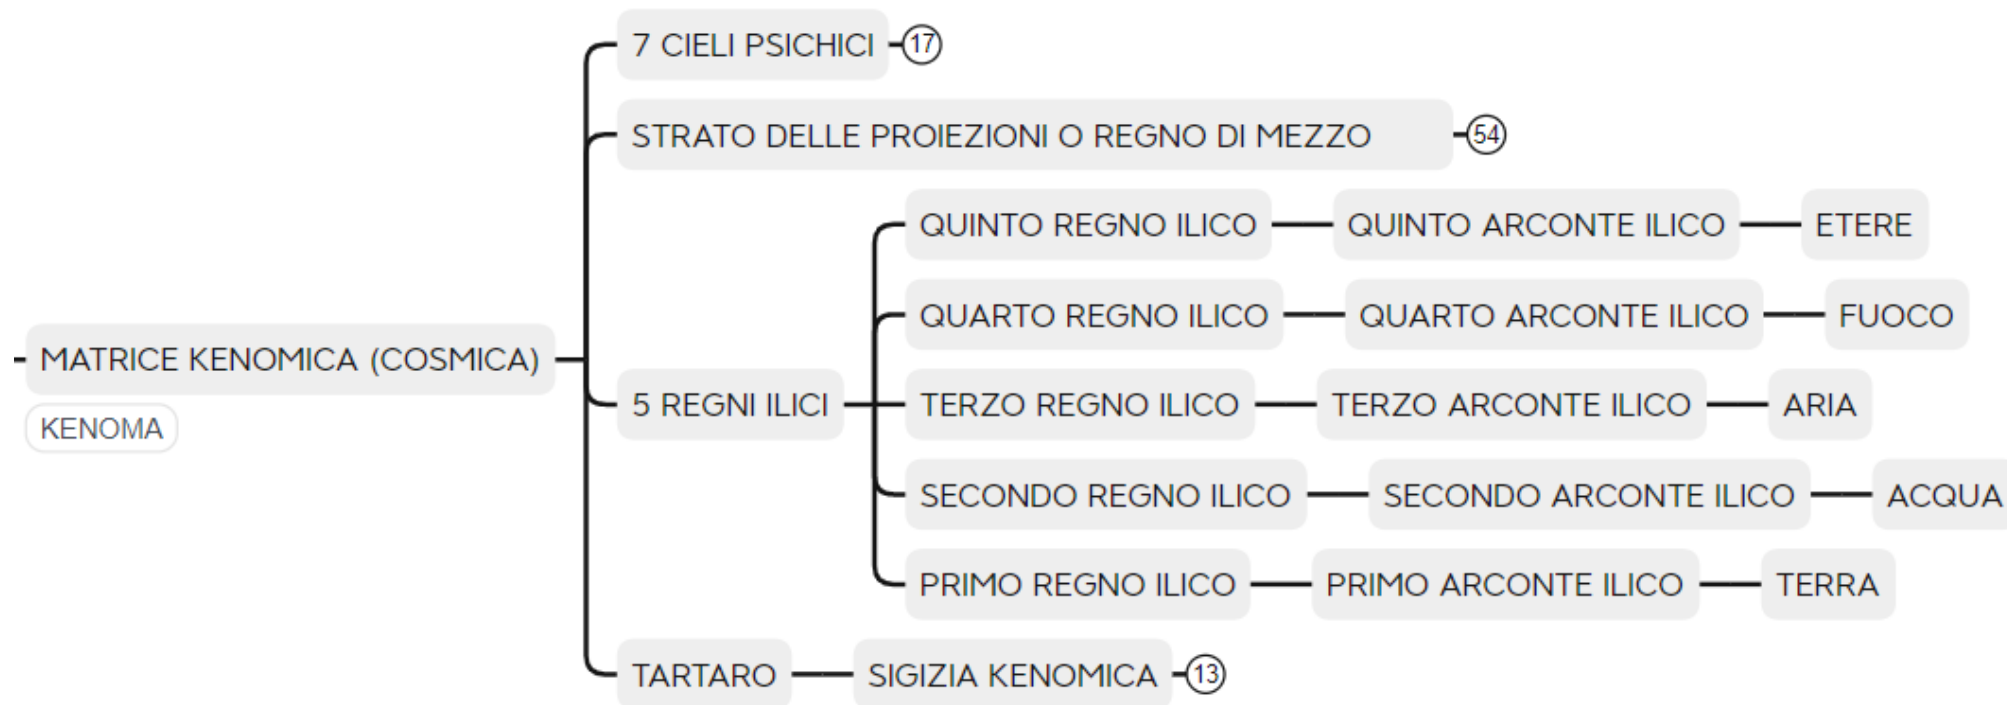 7 CIELI PSICHICI 17
STRATO DELLE PROIEZIONI O REGNO DI MEZZO 54
QUINTO REGNO ILICO QUINTO ARCONTE ILICO ETERE
QUARTO REGNO ILICO QUARTO ARCONTE ILICO FUOCO
MATRICE KENOMICA (COSMICA)
KENOMA
5 REGNI ILICI
TERZO REGNO ILICO TERZO ARCONTE ILICO ARIA
SECONDO REGNO ILICO SECONDO ARCONTE ILICO ACQUA
PRIMO REGNO ILICO PRIMO ARCONTE ILICO TERRA
TARTARO SIGIZIA KENOMICA 13